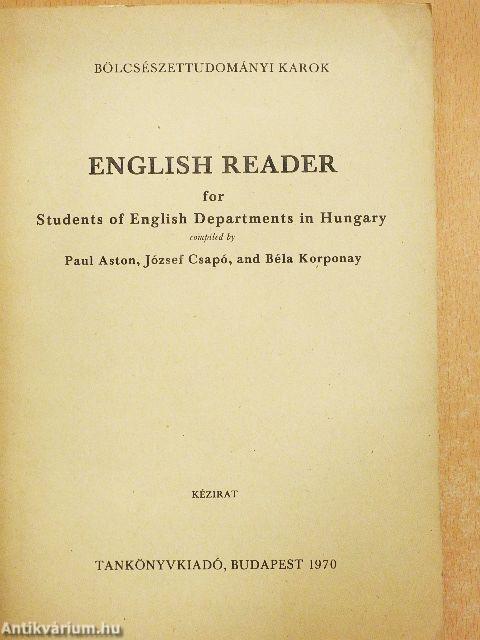 BÖLCSÉSZETTUDOMÁNYI KAROK
ENGLISH READER
for
Students of English Departments in Hungary
compiled by
Paul Aston, József Csapó, and Béla Korponay
KÉZIRAT
TANKÖNYVKIADÓ, BUDAPEST 1970
Antikvárium.hu